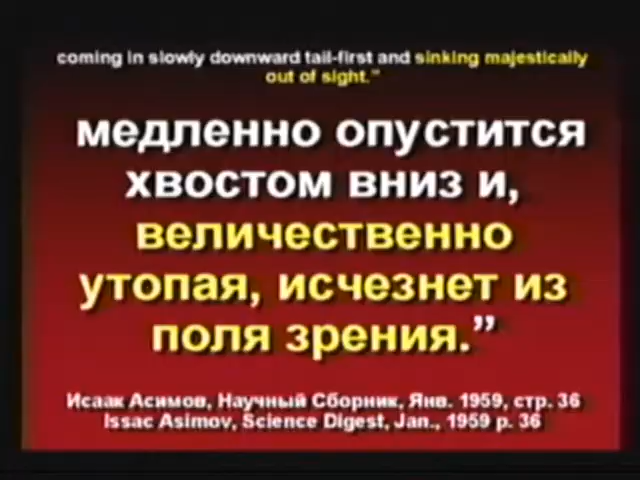 coming in slowly downward tail-first and sinking majestically
out of sight."
медленно опустится
хвостом вниз и,
величественно
утопая, исчезнет из
поля зрения.”
Исаак Асимов, Научный Сборник, Янв. 1959, стр. 36
Issac Asimov, Science Digest, Jan., 1959 p. 36